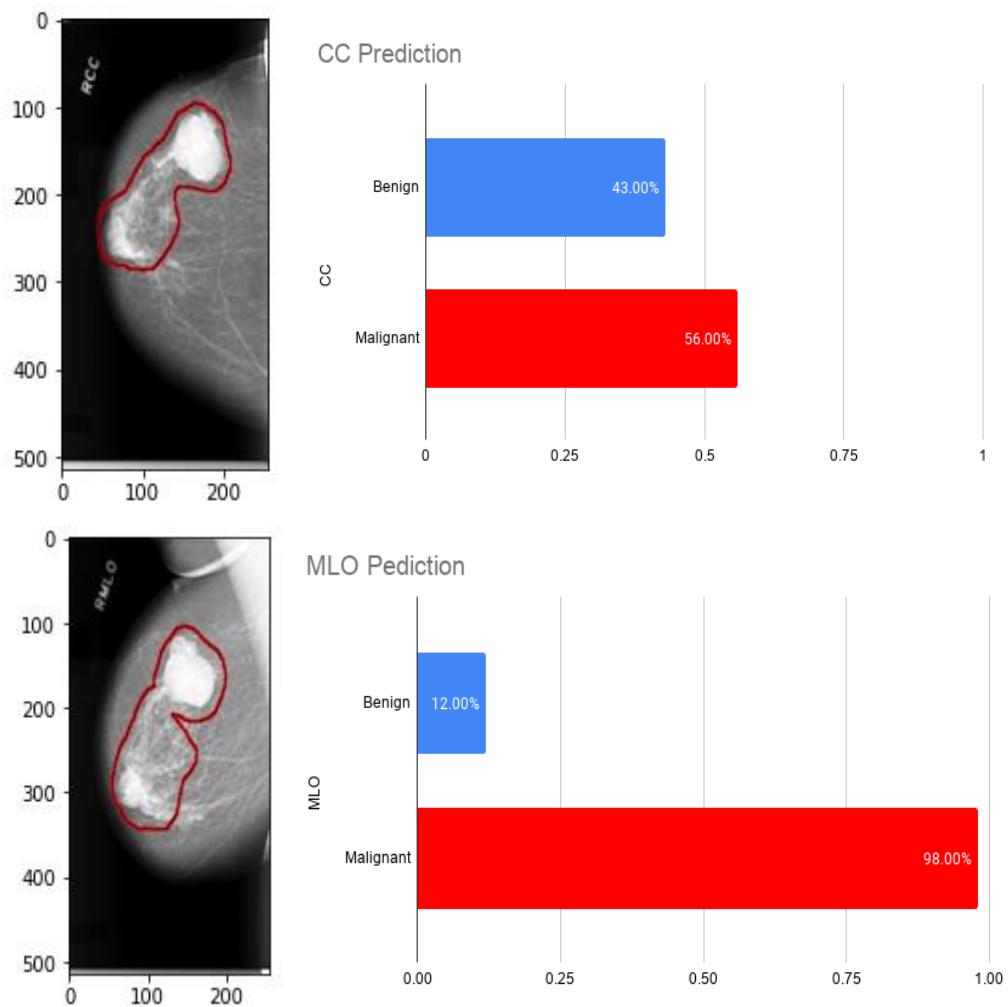 0
100
200
300
400
500
0 100 200
RCC
CC Prediction
CC
Benign
43.00%
Malignant
56.00%
0 0.25 0.5 0.75 1
0
100
200
300
400
500
0 100 200
RMLO
MLO Pediction
MLO
Benign
12.00%
Malignant
98.00%
0.00 0.25 0.50 0.75 1.00